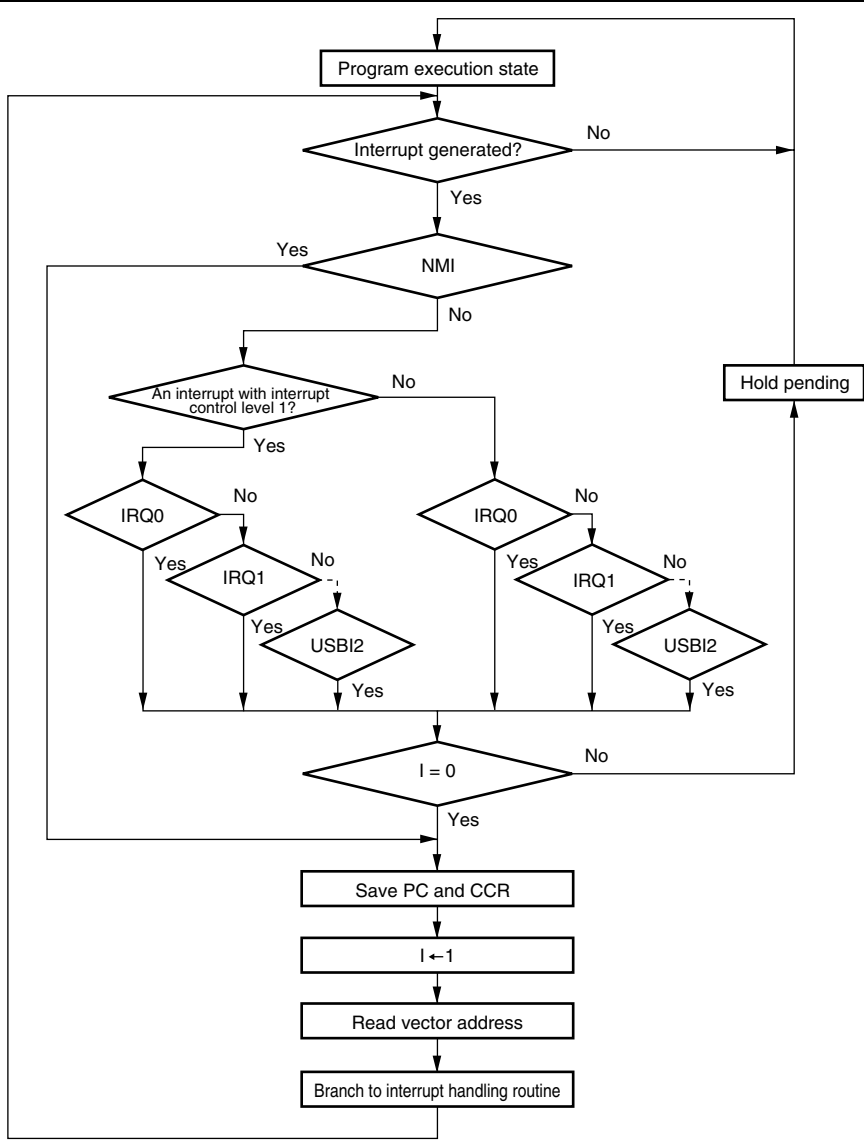 Program execution state
Interrupt generated?
No
Yes
Yes
NMI
No
An interrupt with interrupt
control level 1?
No
Hold pending
Yes
IRQ0
No
IRQ0
No
Yes
IRQ1
No
Yes
IRQ1
No
Yes
USBI2
Yes
USBI2
Yes
Yes
I = 0
No
Yes
Save PC and CCR
I ←1
Read vector address
Branch to interrupt handling routine